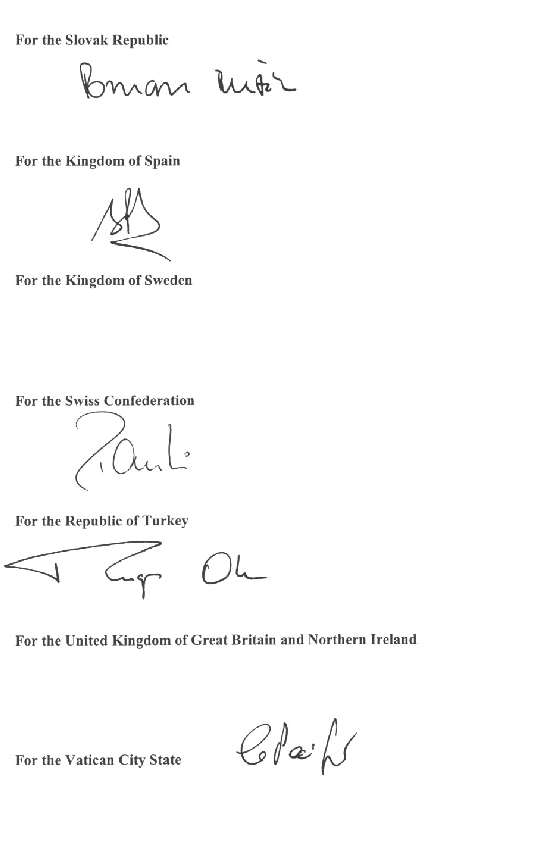 For the Slovak Republic
For the Kingdom of Spain
For the Kingdom of Sweden
For the Swiss Confederation
For the Republic of Turkey
For the United Kingdom of Great Britain and Northern Ireland
For the Vatican City State